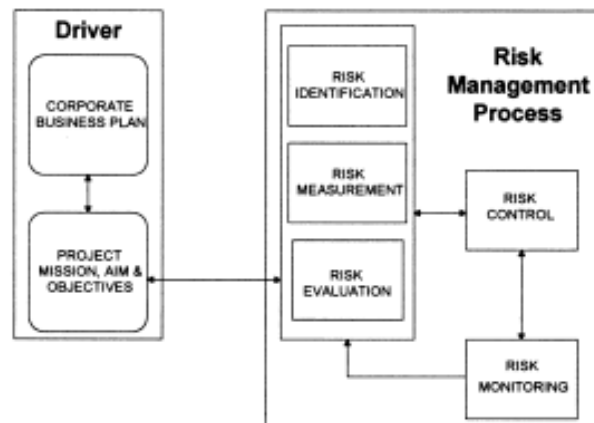 Driver
CORPORATE
BUSINESS PLAN
PROJECT
MISSION, AIM &
OBJECTIVES
RISK
IDENTIFICATION
RISK
MEASUREMENT
RISK
EVALUATION
Risk
Management
Process
RISK
CONTROL
RISK
MONITORING